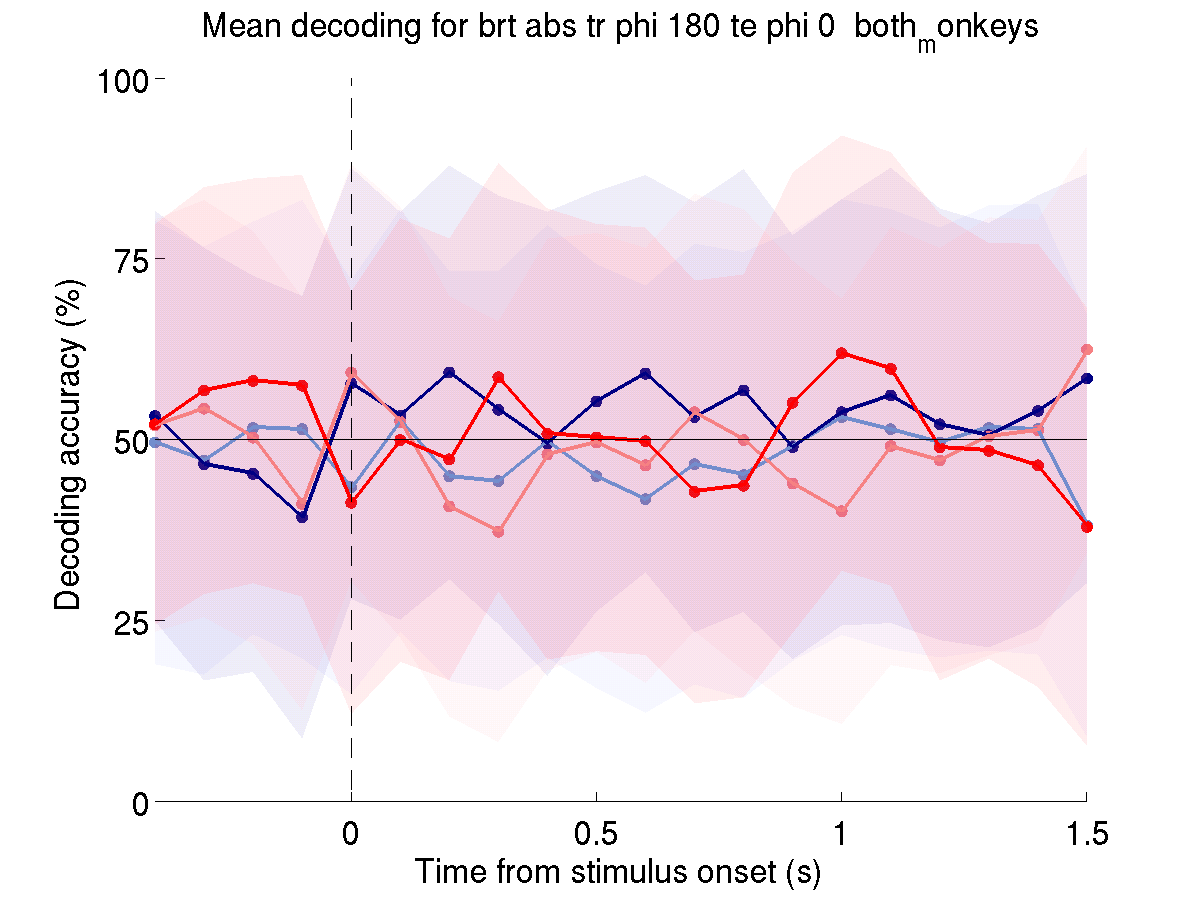 Mean decoding for brt abs tr phi 180 te phi 0 both_monkeys
100
75
50
25
0
Decoding accuracy (%)
0 0.5 1 1.5
Time from stimulus onset (s)